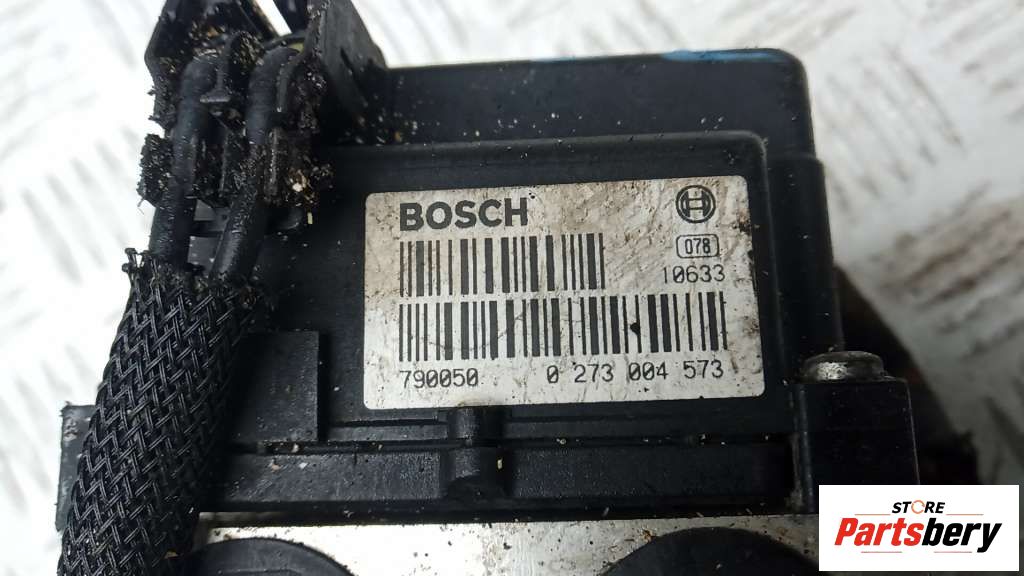 BOSCH
078
10633
790050 0 273 004 573
STORE
Partsbery